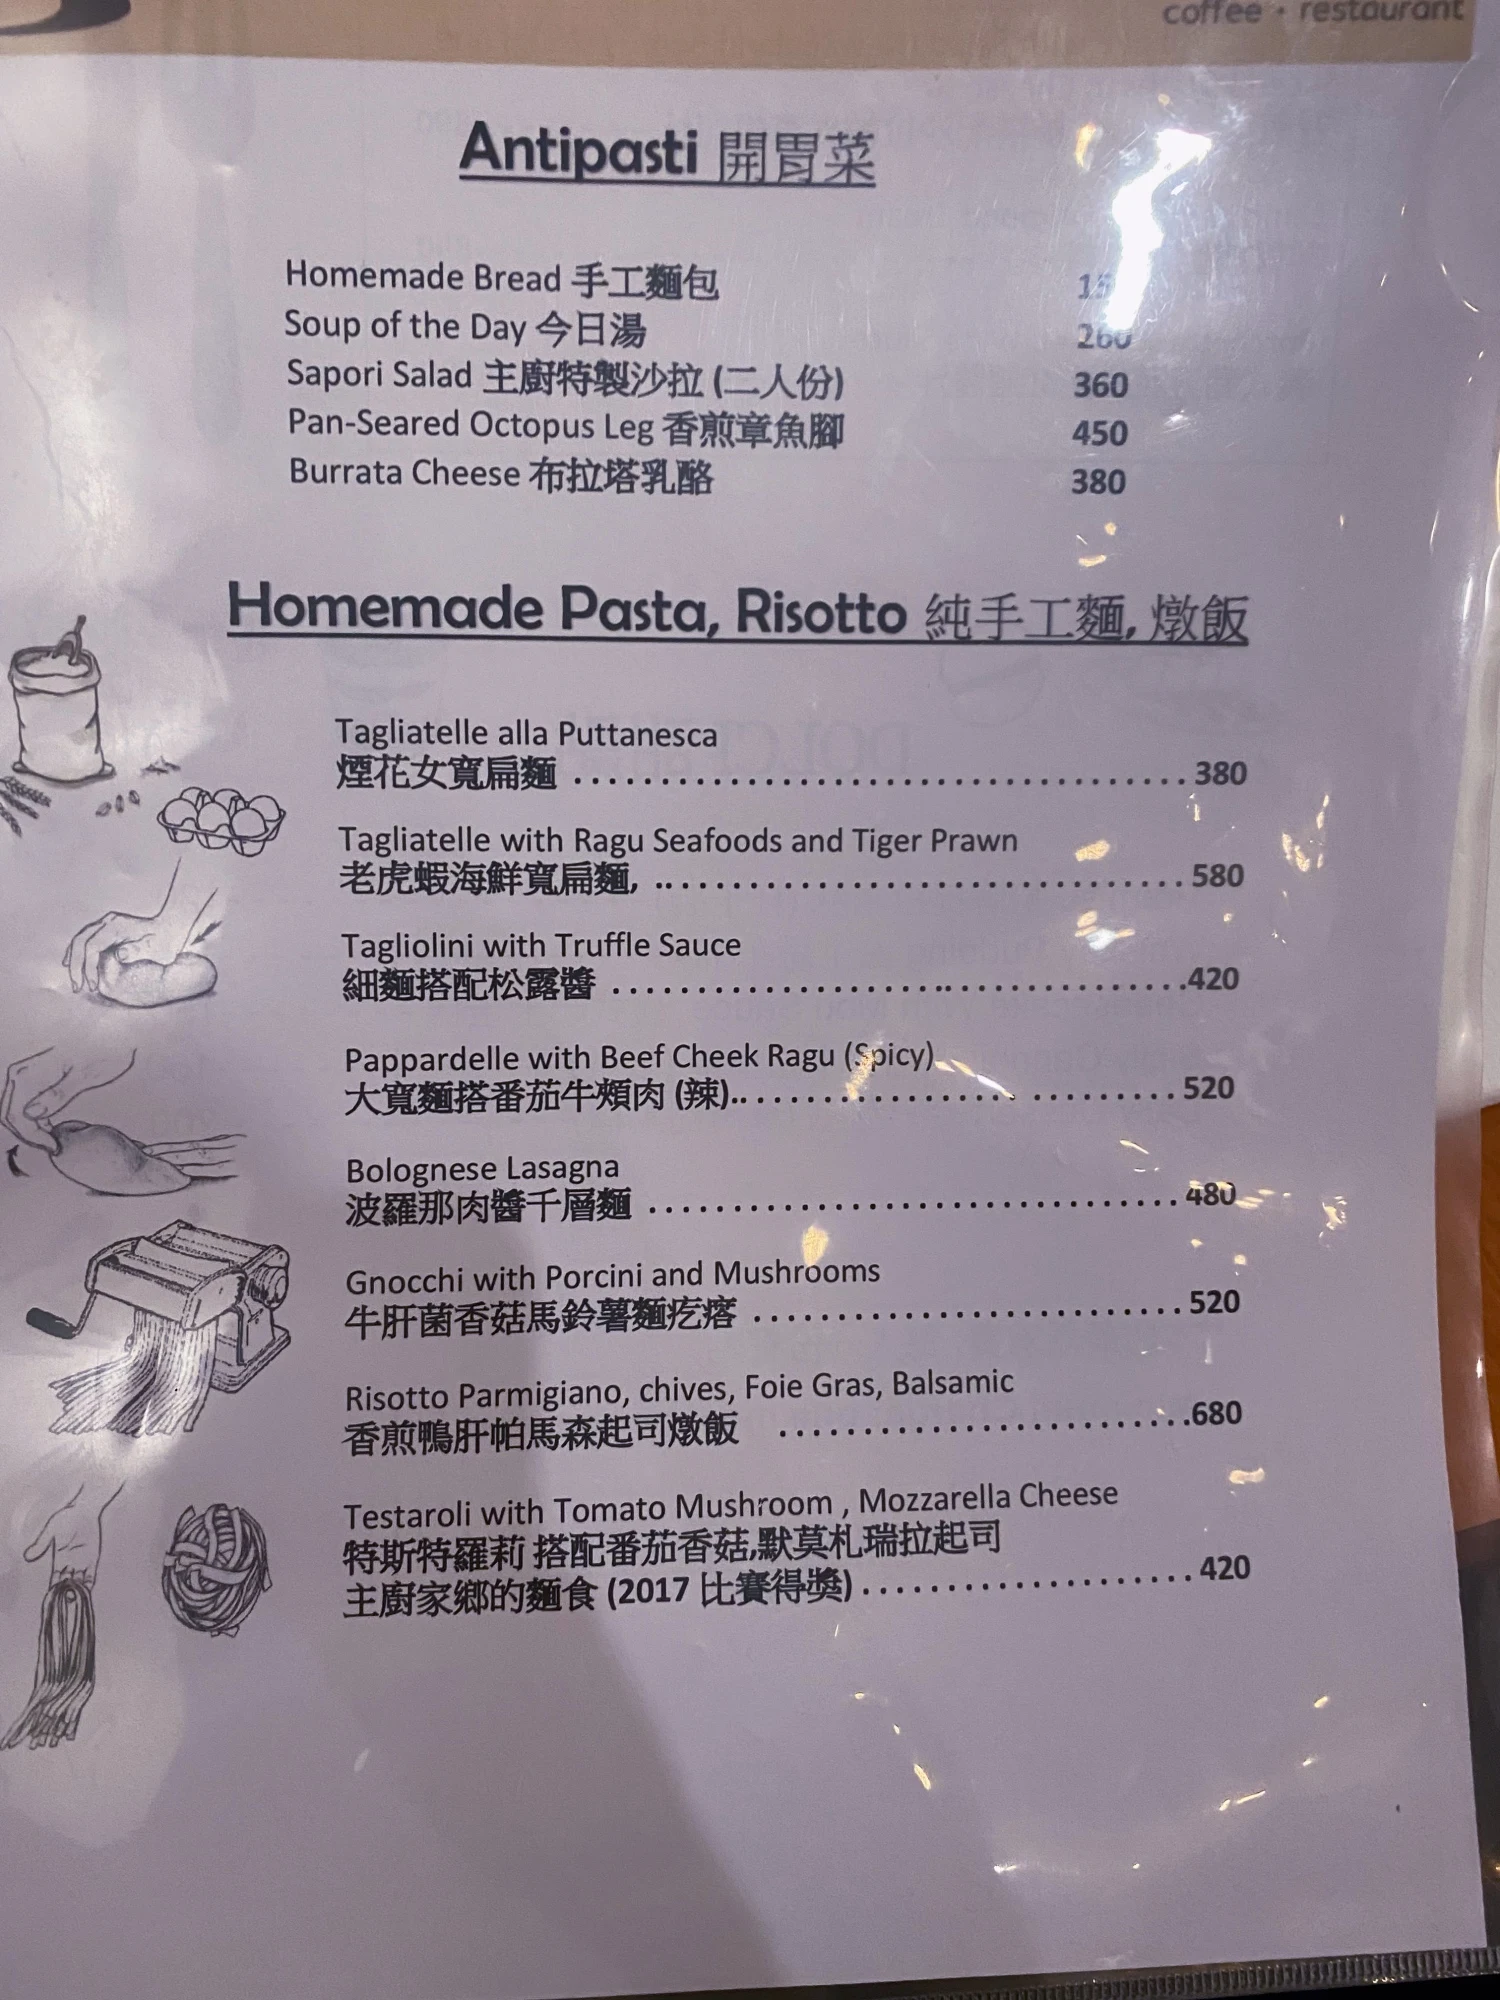 coffee · restaurant
Antipasti 開胃菜
Homemade Bread 手工麵包
Soup of the Day 今日湯 260
Sapori Salad 主廚特製沙拉 (二人份) 360
Pan-Seared Octopus Leg 香煎章魚腳 450
Burrata Cheese 布拉塔乳酪 380
Homemade Pasta, Risotto 純手工麵, 燉飯
Tagliatelle alla Puttanesca
煙花女寬扁麵 ................................. 380
Tagliatelle with Ragu Seafoods and Tiger Prawn
老虎蝦海鮮寬扁麵, ............................. 580
Tagliolini with Truffle Sauce
細麵搭配松露醬 ................................. 420
Pappardelle with Beef Cheek Ragu (Spicy)
大寬麵搭番茄牛頰肉 (辣)......................... 520
Bolognese Lasagna
波羅那肉醬千層麵 ............................. 480
Gnocchi with Porcini and Mushrooms
牛肝菌香菇馬鈴薯麵疙瘩 ........................ 520
Risotto Parmigiano, chives, Foie Gras, Balsamic
香煎鴨肝帕馬森起司燉飯 ....................... 680
Testaroli with Tomato Mushroom , Mozzarella Cheese
特斯特羅莉 搭配番茄香菇,默莫札瑞拉起司
主廚家鄉的麵食 (2017 比賽得獎) .................. 420